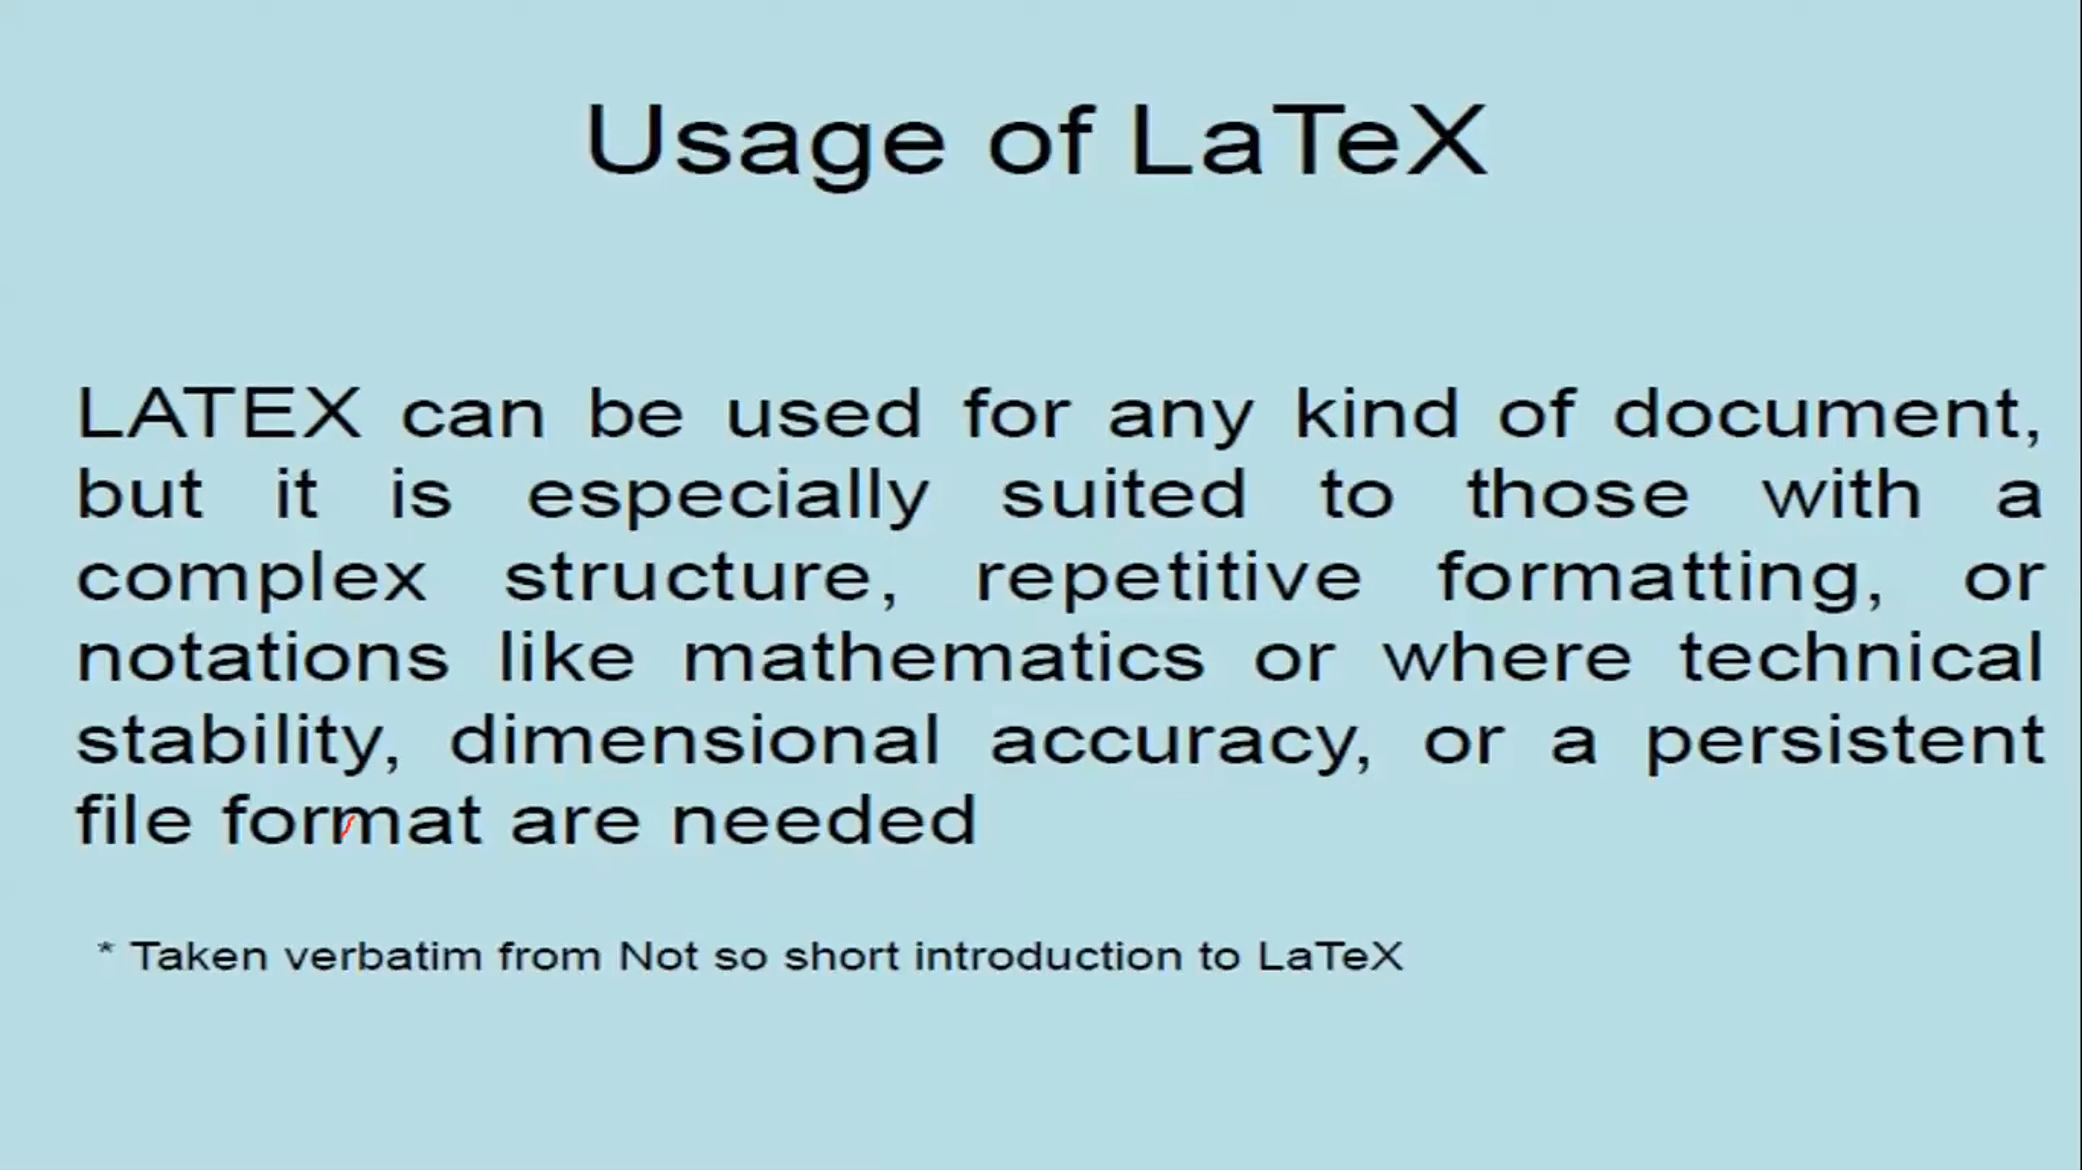 Usage of LaTeX
LATEX can be used for any kind of document,
but it is especially suited to those with a
complex structure, repetitive formatting, or
notations like mathematics or where technical
stability, dimensional accuracy, or a persistent
file format are needed
* Taken verbatim from Not so short introduction to LaTeX